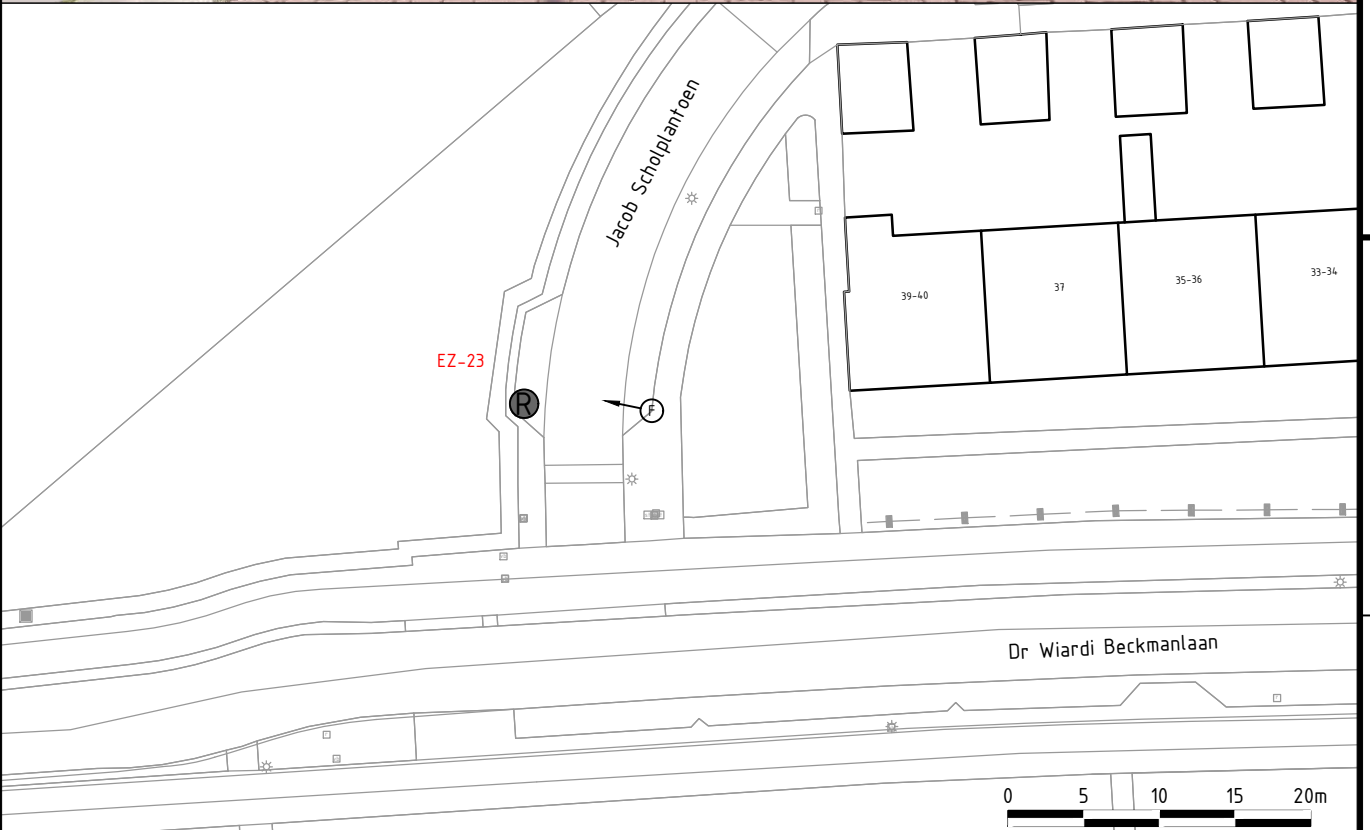 Jacob Scholplantoen
39-40
37
35-36
33-34
EZ-23
R
F
Dr Wiardi Beckmanlaan
0 5 10 15 20m